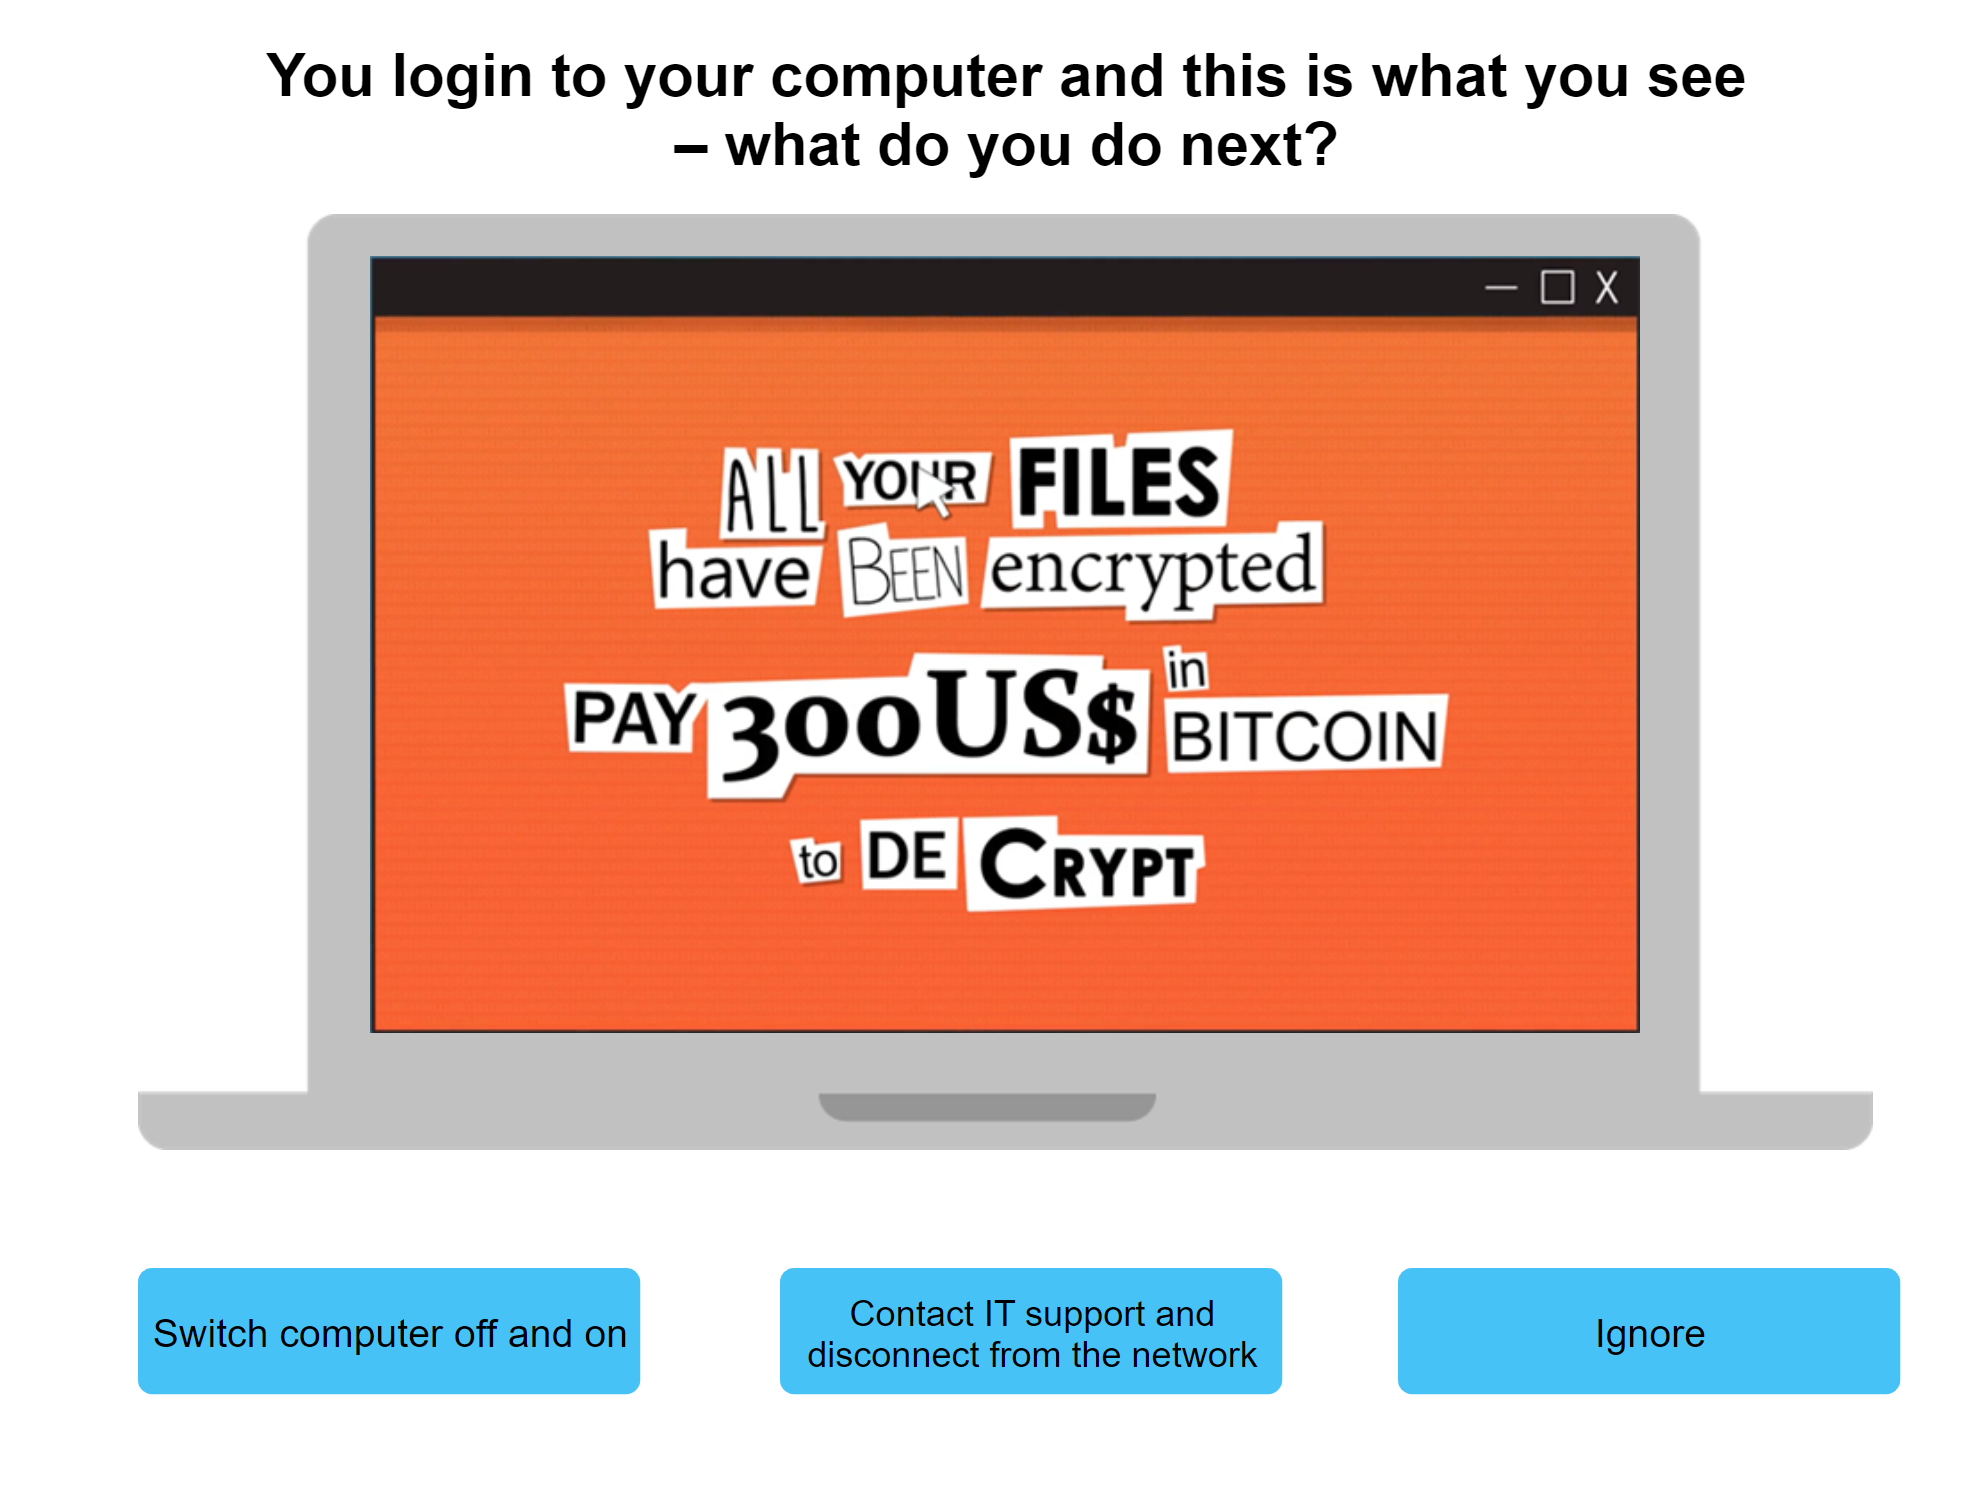 You login to your computer and this is what you see
– what do you do next?
X
ALL YOUR FILES
have BEEN encrypted
PAY 300US$ in
BITCOIN
to DE CRYPT
Switch computer off and on
Contact IT support and
disconnect from the network
Ignore